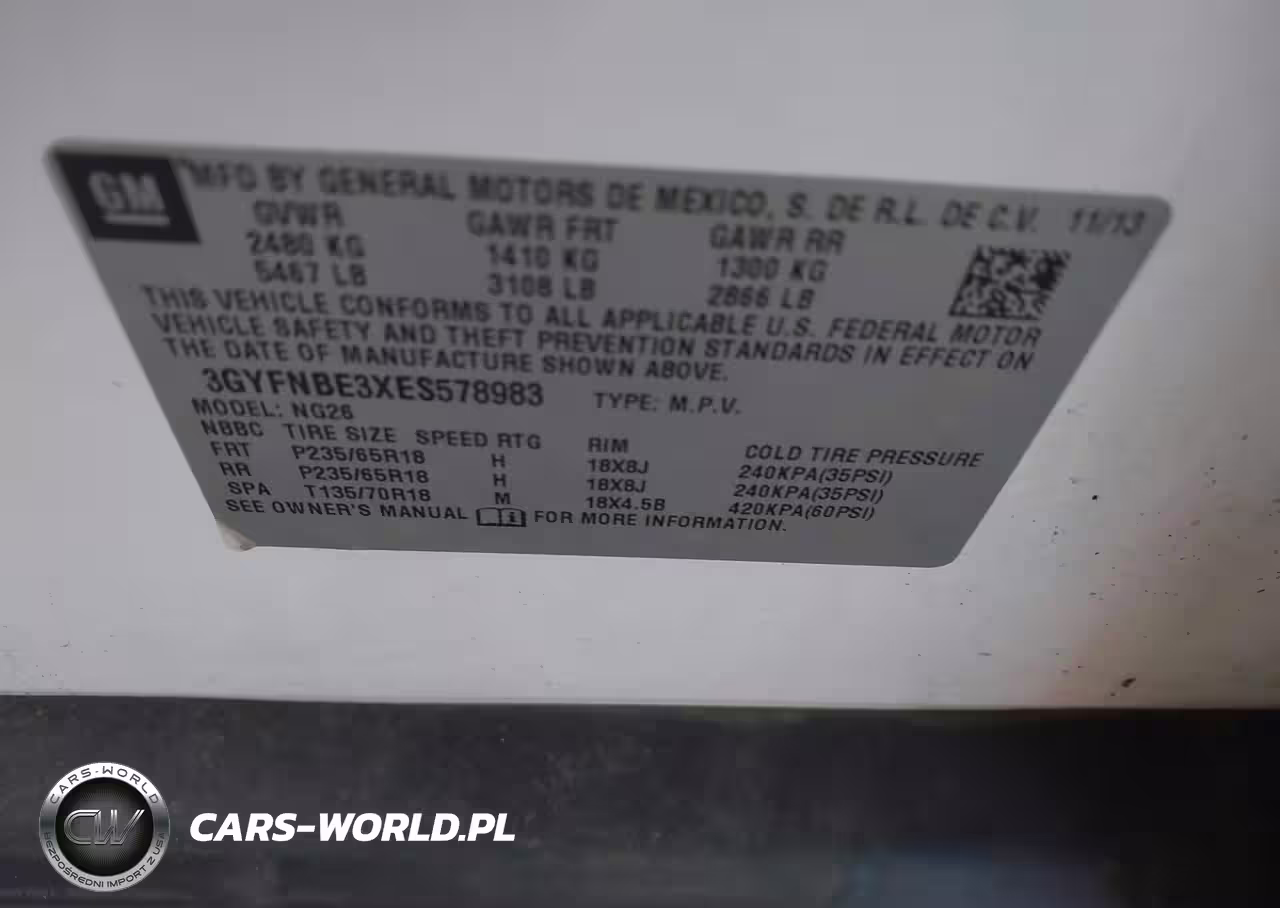 GM
MFD BY GENERAL MOTORS DE MEXICO, S. DE R.L. DE C.V. 11/13
GVWR GAWR FRT GAWR RR
2480 KG 1410 KG 1300 KG
5467 LB 3108 LB 2866 LB
THIS VEHICLE CONFORMS TO ALL APPLICABLE U.S. FEDERAL MOTOR
VEHICLE SAFETY AND THEFT PREVENTION STANDARDS IN EFFECT ON
THE DATE OF MANUFACTURE SHOWN ABOVE.
3GYFNBE3XES578983 TYPE: M.P.V.
MODEL: NG26
NBBC TIRE SIZE SPEED RTG RIM COLD TIRE PRESSURE
FRT P235/65R18 H 18X8J 240KPA(35PSI)
RR P235/65R18 H 18X8J 240KPA(35PSI)
SPA T135/70R18 M 18X4.5B 420KPA(60PSI)
SEE OWNER'S MANUAL FOR MORE INFORMATION.
CARS-WORLD
CW
BEZPOŚREDNI IMPORT Z USA
CARS-WORLD.PL